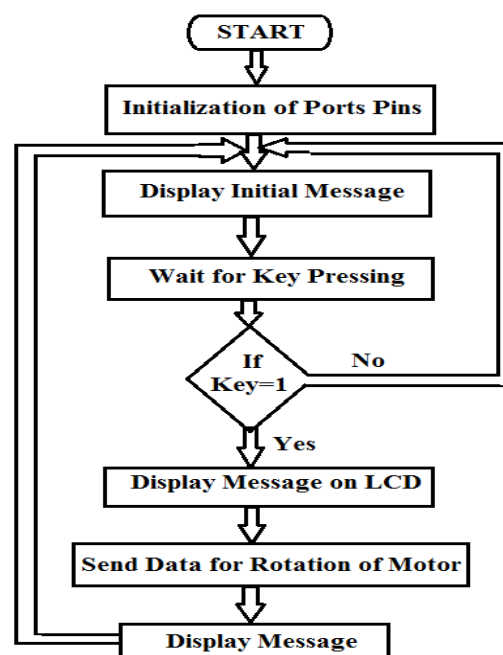 START
Initialization of Ports Pins
Display Initial Message
Wait for Key Pressing
If
Key=1
No
Yes
Display Message on LCD
Send Data for Rotation of Motor
Display Message